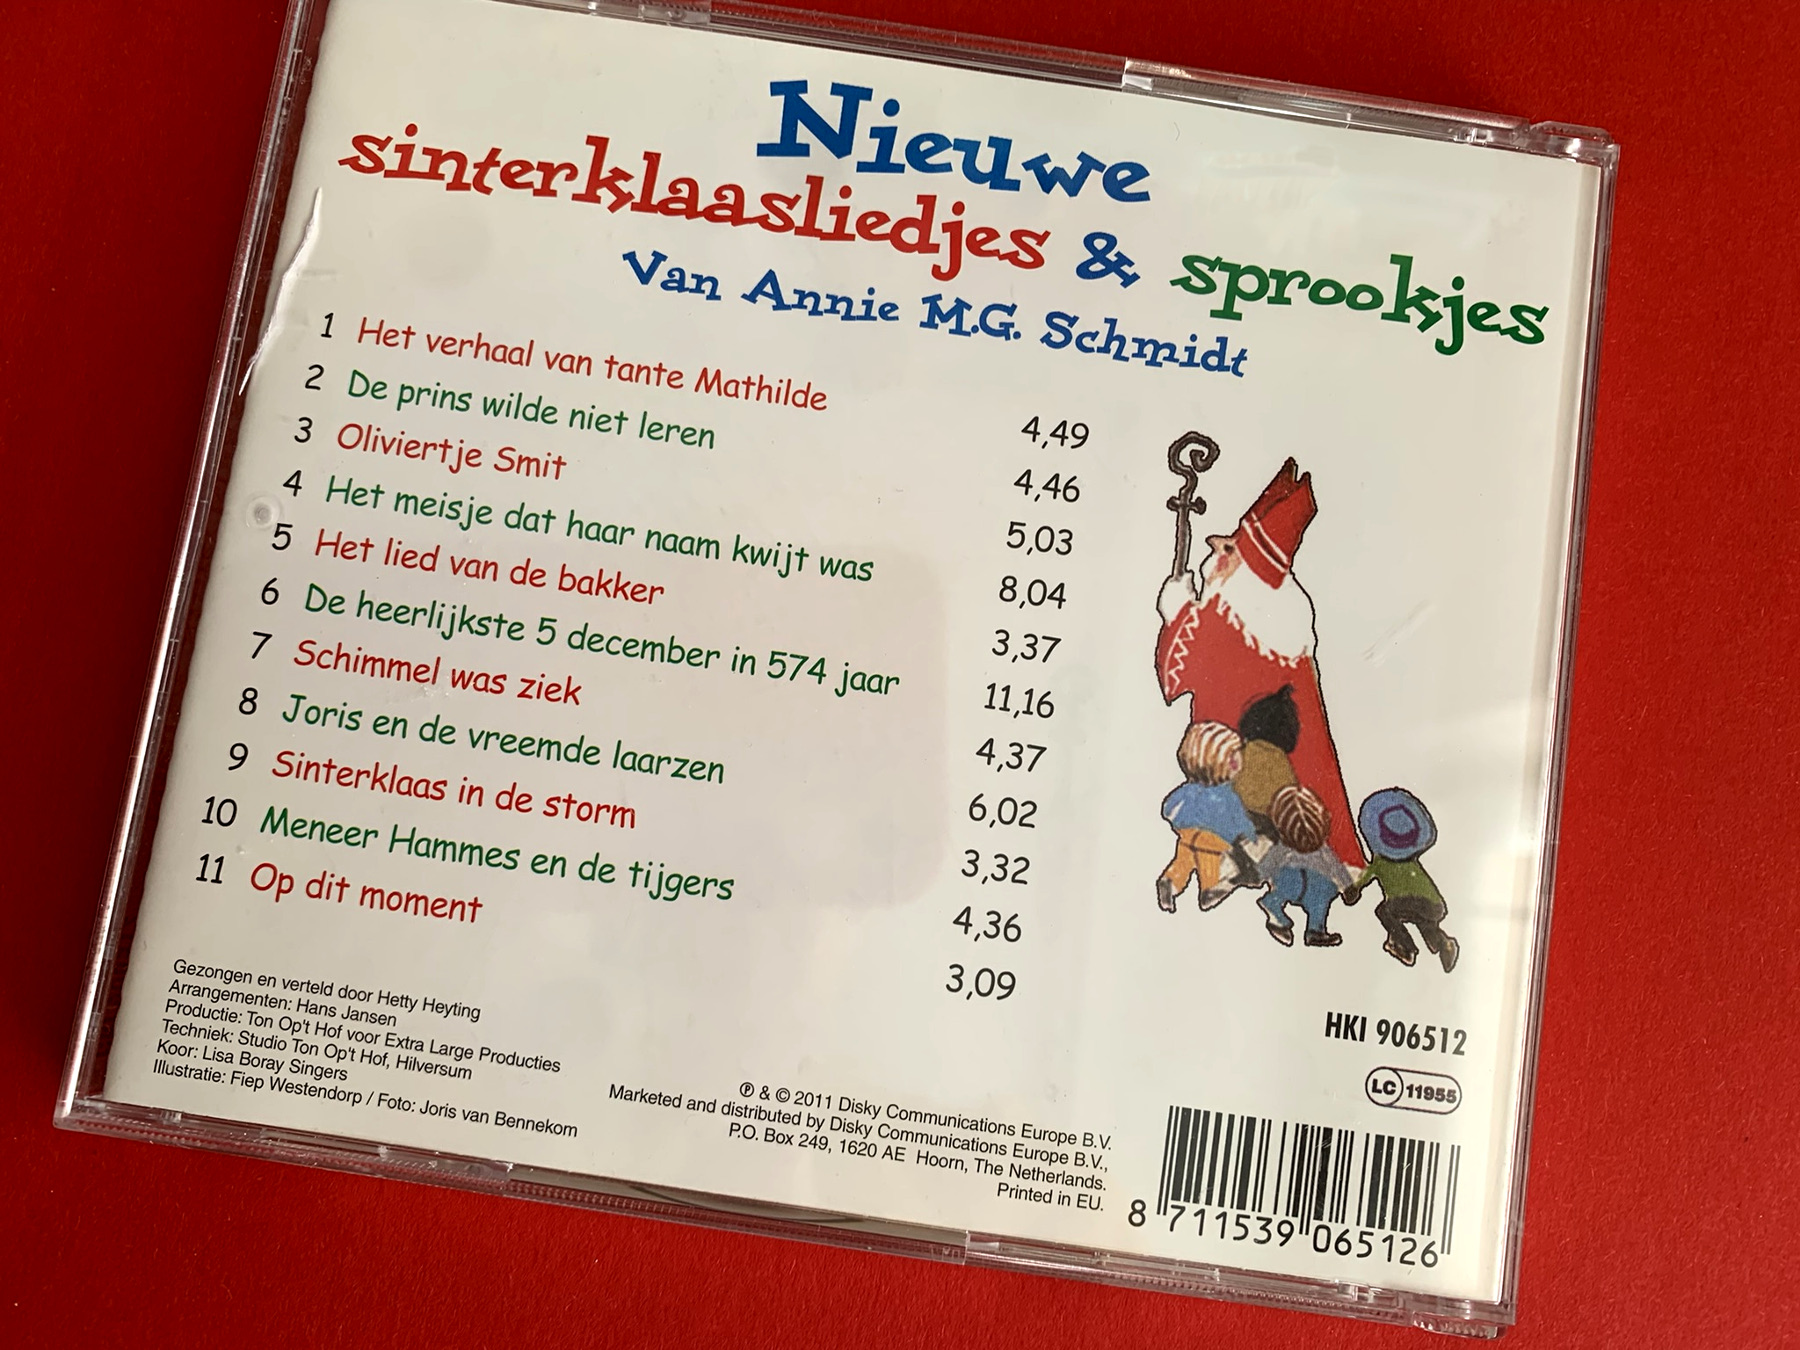 Nieuwe
sinterklaasliedjes & sprookjes
Van Annie M.G. Schmidt
1 Het verhaal van tante Mathilde 4,49
2 De prins wilde niet leren 4,46
3 Oliviertje Smit 5,03
4 Het meisje dat haar naam kwijt was 8,04
5 Het lied van de bakker 3,37
6 De heerlijkste 5 december in 574 jaar 11,16
7 Schimmel was ziek 4,37
8 Joris en de vreemde laarzen 6,02
9 Sinterklaas in de storm 3,32
10 Meneer Hammes en de tijgers 4,36
11 Op dit moment 3,09
Gezongen en verteld door Hetty Heyting
Arrangementen: Hans Jansen
Productie: Ton Op't Hof voor Extra Large Producties
Techniek: Studio Ton Op't Hof, Hilversum
Koor: Lisa Boray Singers
Illustratie: Fiep Westendorp / Foto: Joris van Bennekom
℗ & © 2011 Disky Communications Europe B.V.
Marketed and distributed by Disky Communications Europe B.V.,
P.O. Box 249, 1620 AE Hoorn, The Netherlands.
Printed in EU.
HKI 906512
LC 11955
8 711539 065126